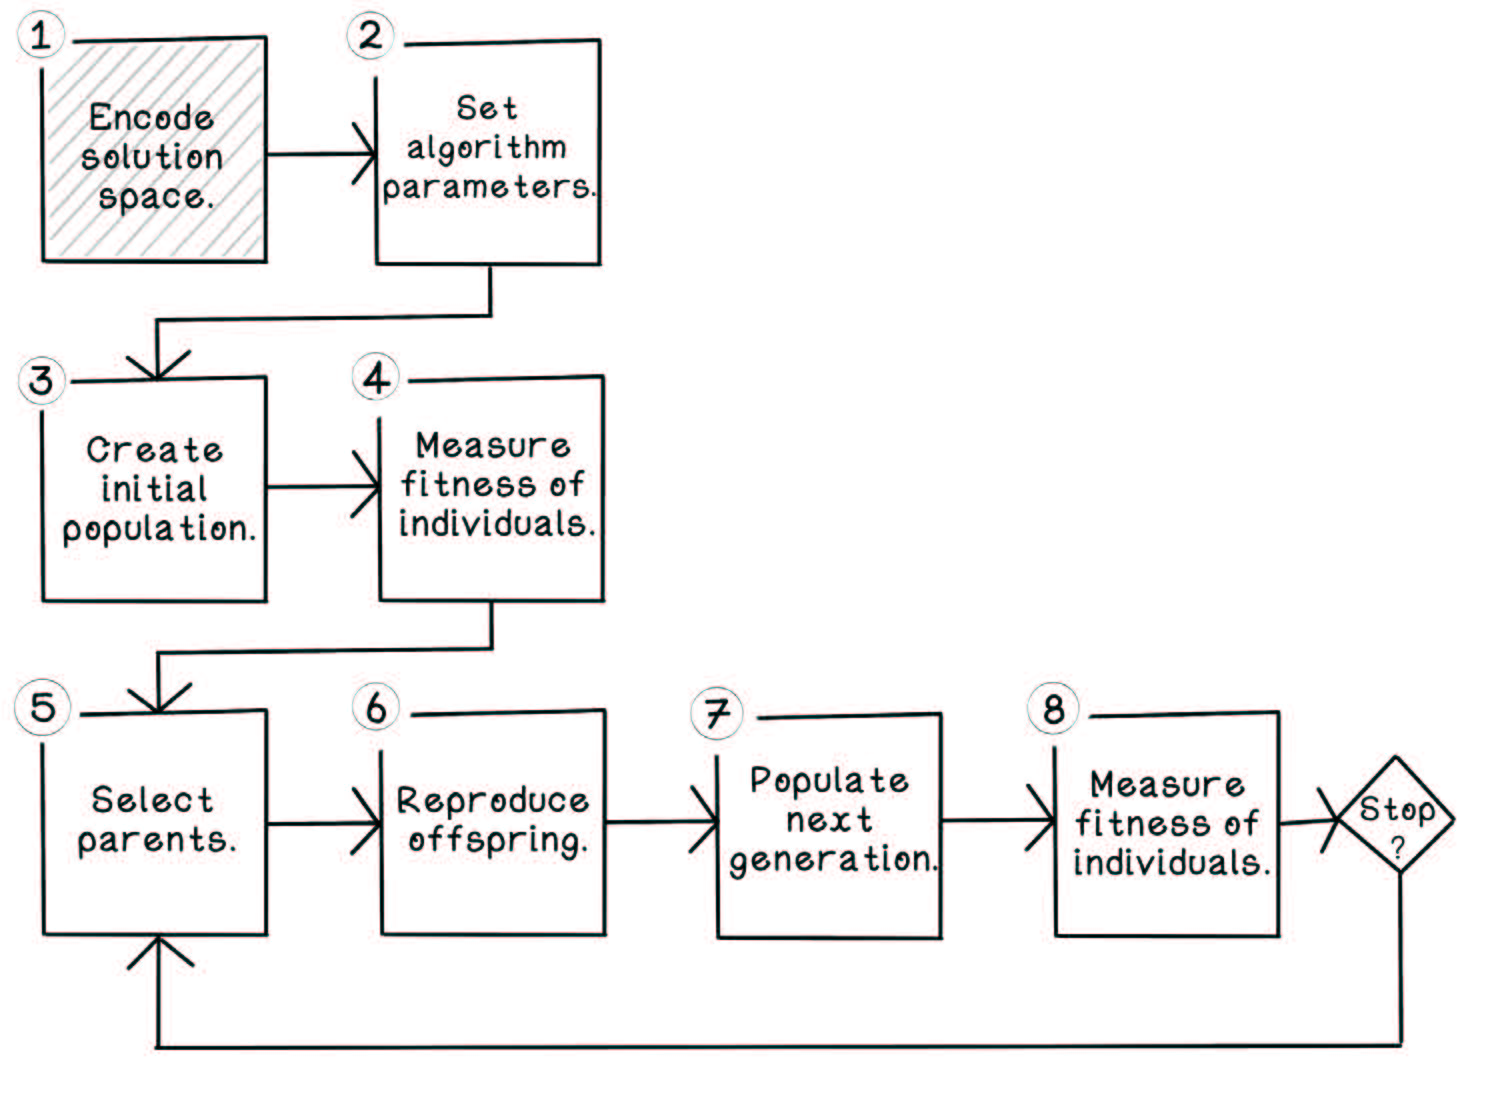 1
Encode
solution
space.
2
Set
algorithm
parameters.
3
Create
initial
population.
4
Measure
fitness of
individuals.
5
Select
parents.
6
Reproduce
offspring.
7
Populate
next
generation.
8
Measure
fitness of
individuals.
Stop
?